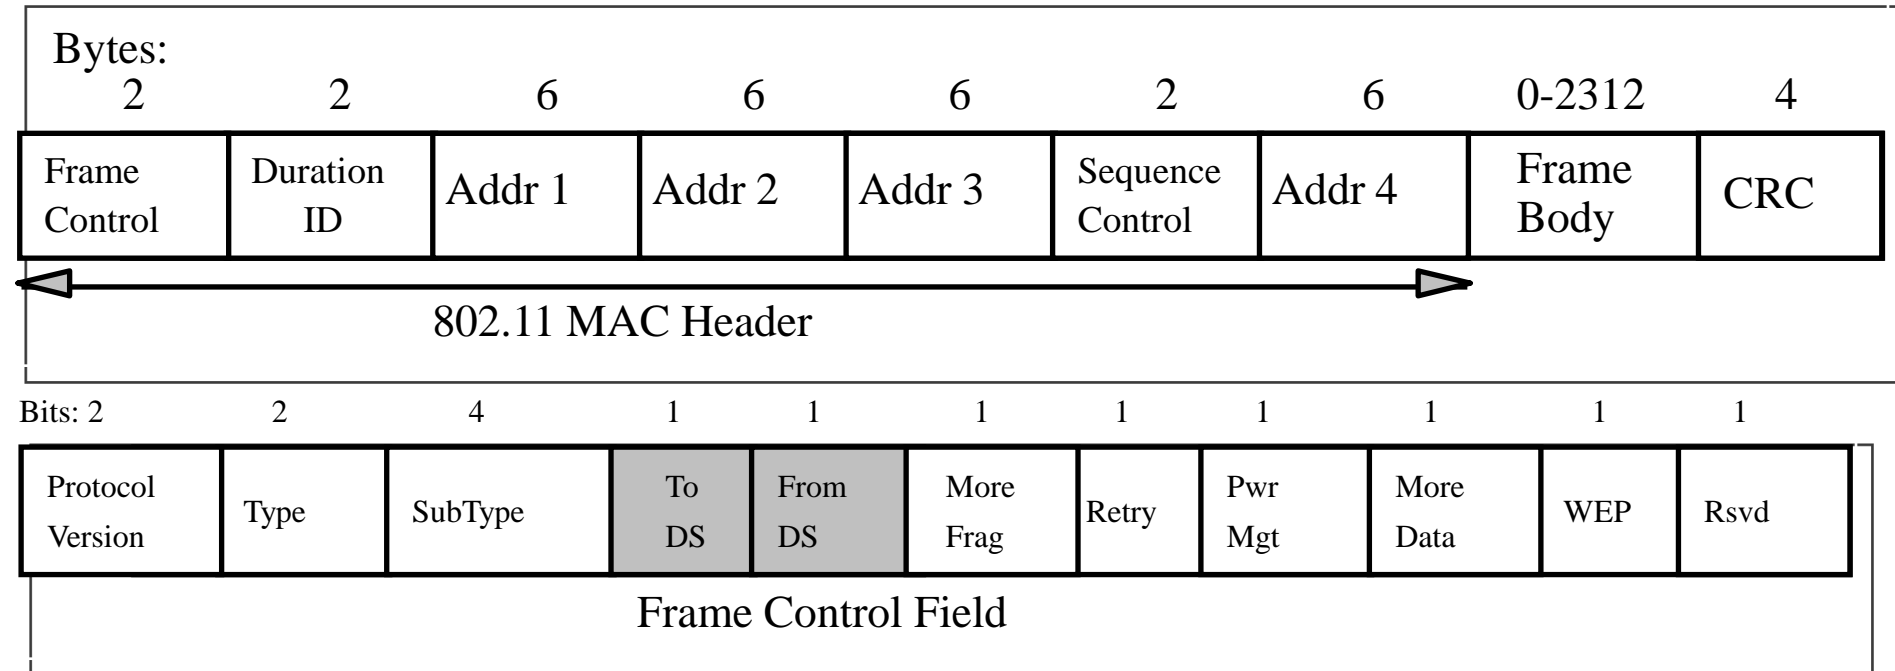 Bytes:
2 2 6 6 6 2 6 0-2312 4
Frame Control
Duration ID
Addr 1
Addr 2
Addr 3
Sequence Control
Addr 4
Frame Body
CRC
802.11 MAC Header
Bits: 2 2 4 1 1 1 1 1 1 1 1
Protocol Version
Type
SubType
To DS
From DS
More Frag
Retry
Pwr Mgt
More Data
WEP
Rsvd
Frame Control Field